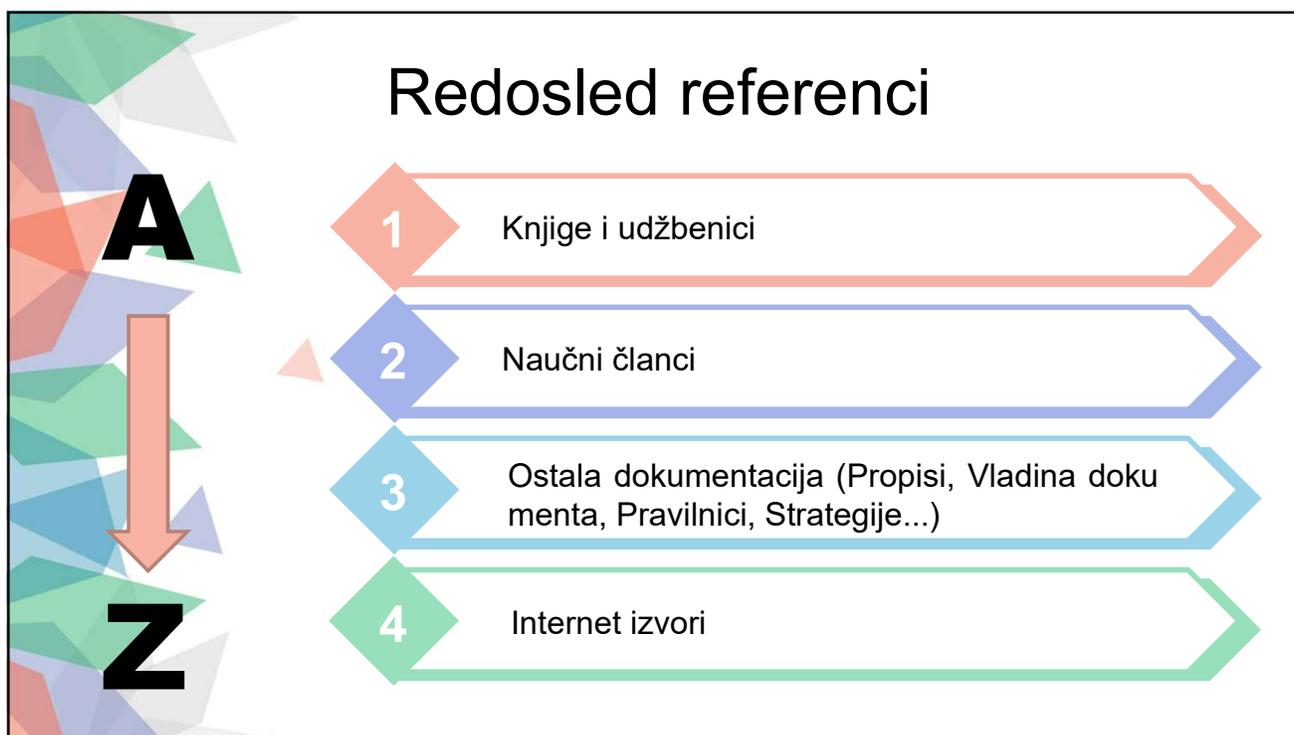 Redosled referenci
A
Z
1
Knjige i udžbenici
2
Naučni članci
3
Ostala dokumentacija (Propisi, Vladina doku
menta, Pravilnici, Strategije...)
4
Internet izvori